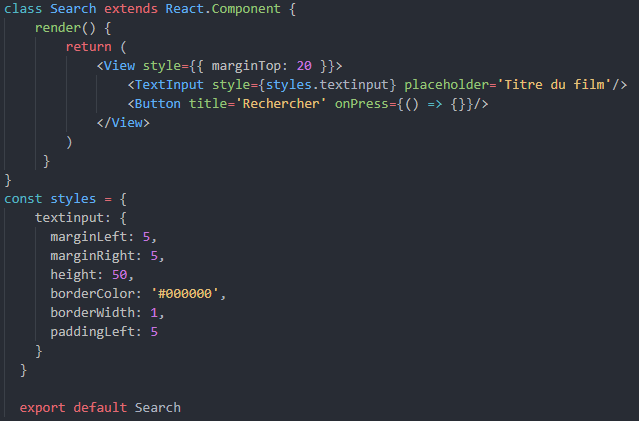 class Search extends React.Component {
    render() {
        return (
            <View style={{ marginTop: 20 }}>
                <TextInput style={styles.textinput} placeholder='Titre du film'/>
                <Button title='Rechercher' onPress={() => {}}/>
            </View>
        )
     }
}
const styles = {
    textinput: {
      marginLeft: 5,
      marginRight: 5,
      height: 50,
      borderColor: '#000000',
      borderWidth: 1,
      paddingLeft: 5
    }
  }

  export default Search